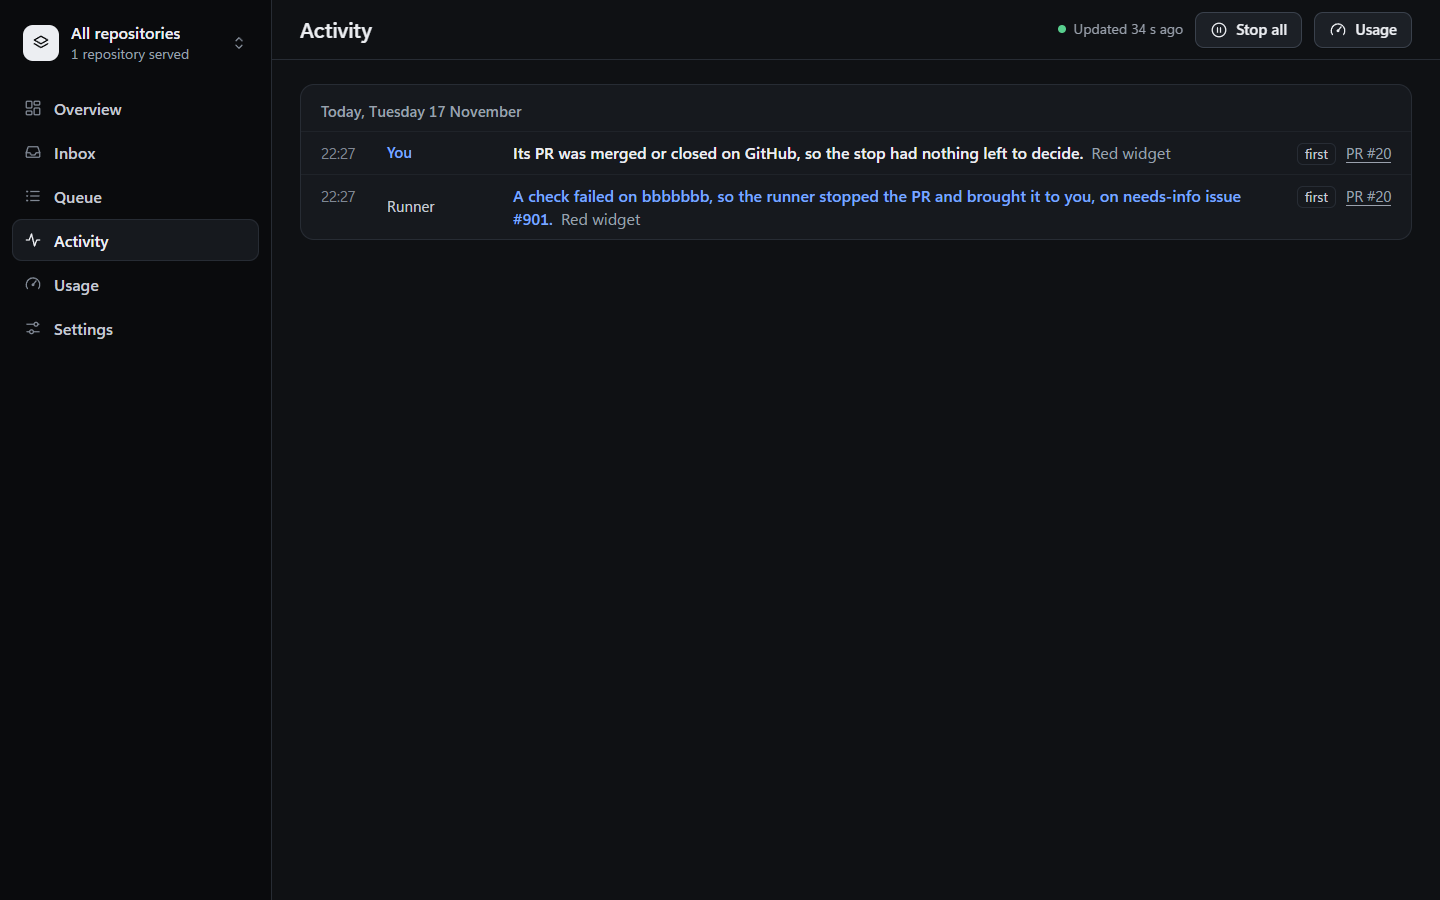 All repositories
1 repository served
Overview
Inbox
Queue
Activity
Usage
Settings
Activity
Updated 34 s ago
Stop all
Usage
Today, Tuesday 17 November
22:27 You Its PR was merged or closed on GitHub, so the stop had nothing left to decide. Red widget first PR #20
22:27 Runner A check failed on bbbbbbb, so the runner stopped the PR and brought it to you, on needs-info issue
#901. Red widget first PR #20